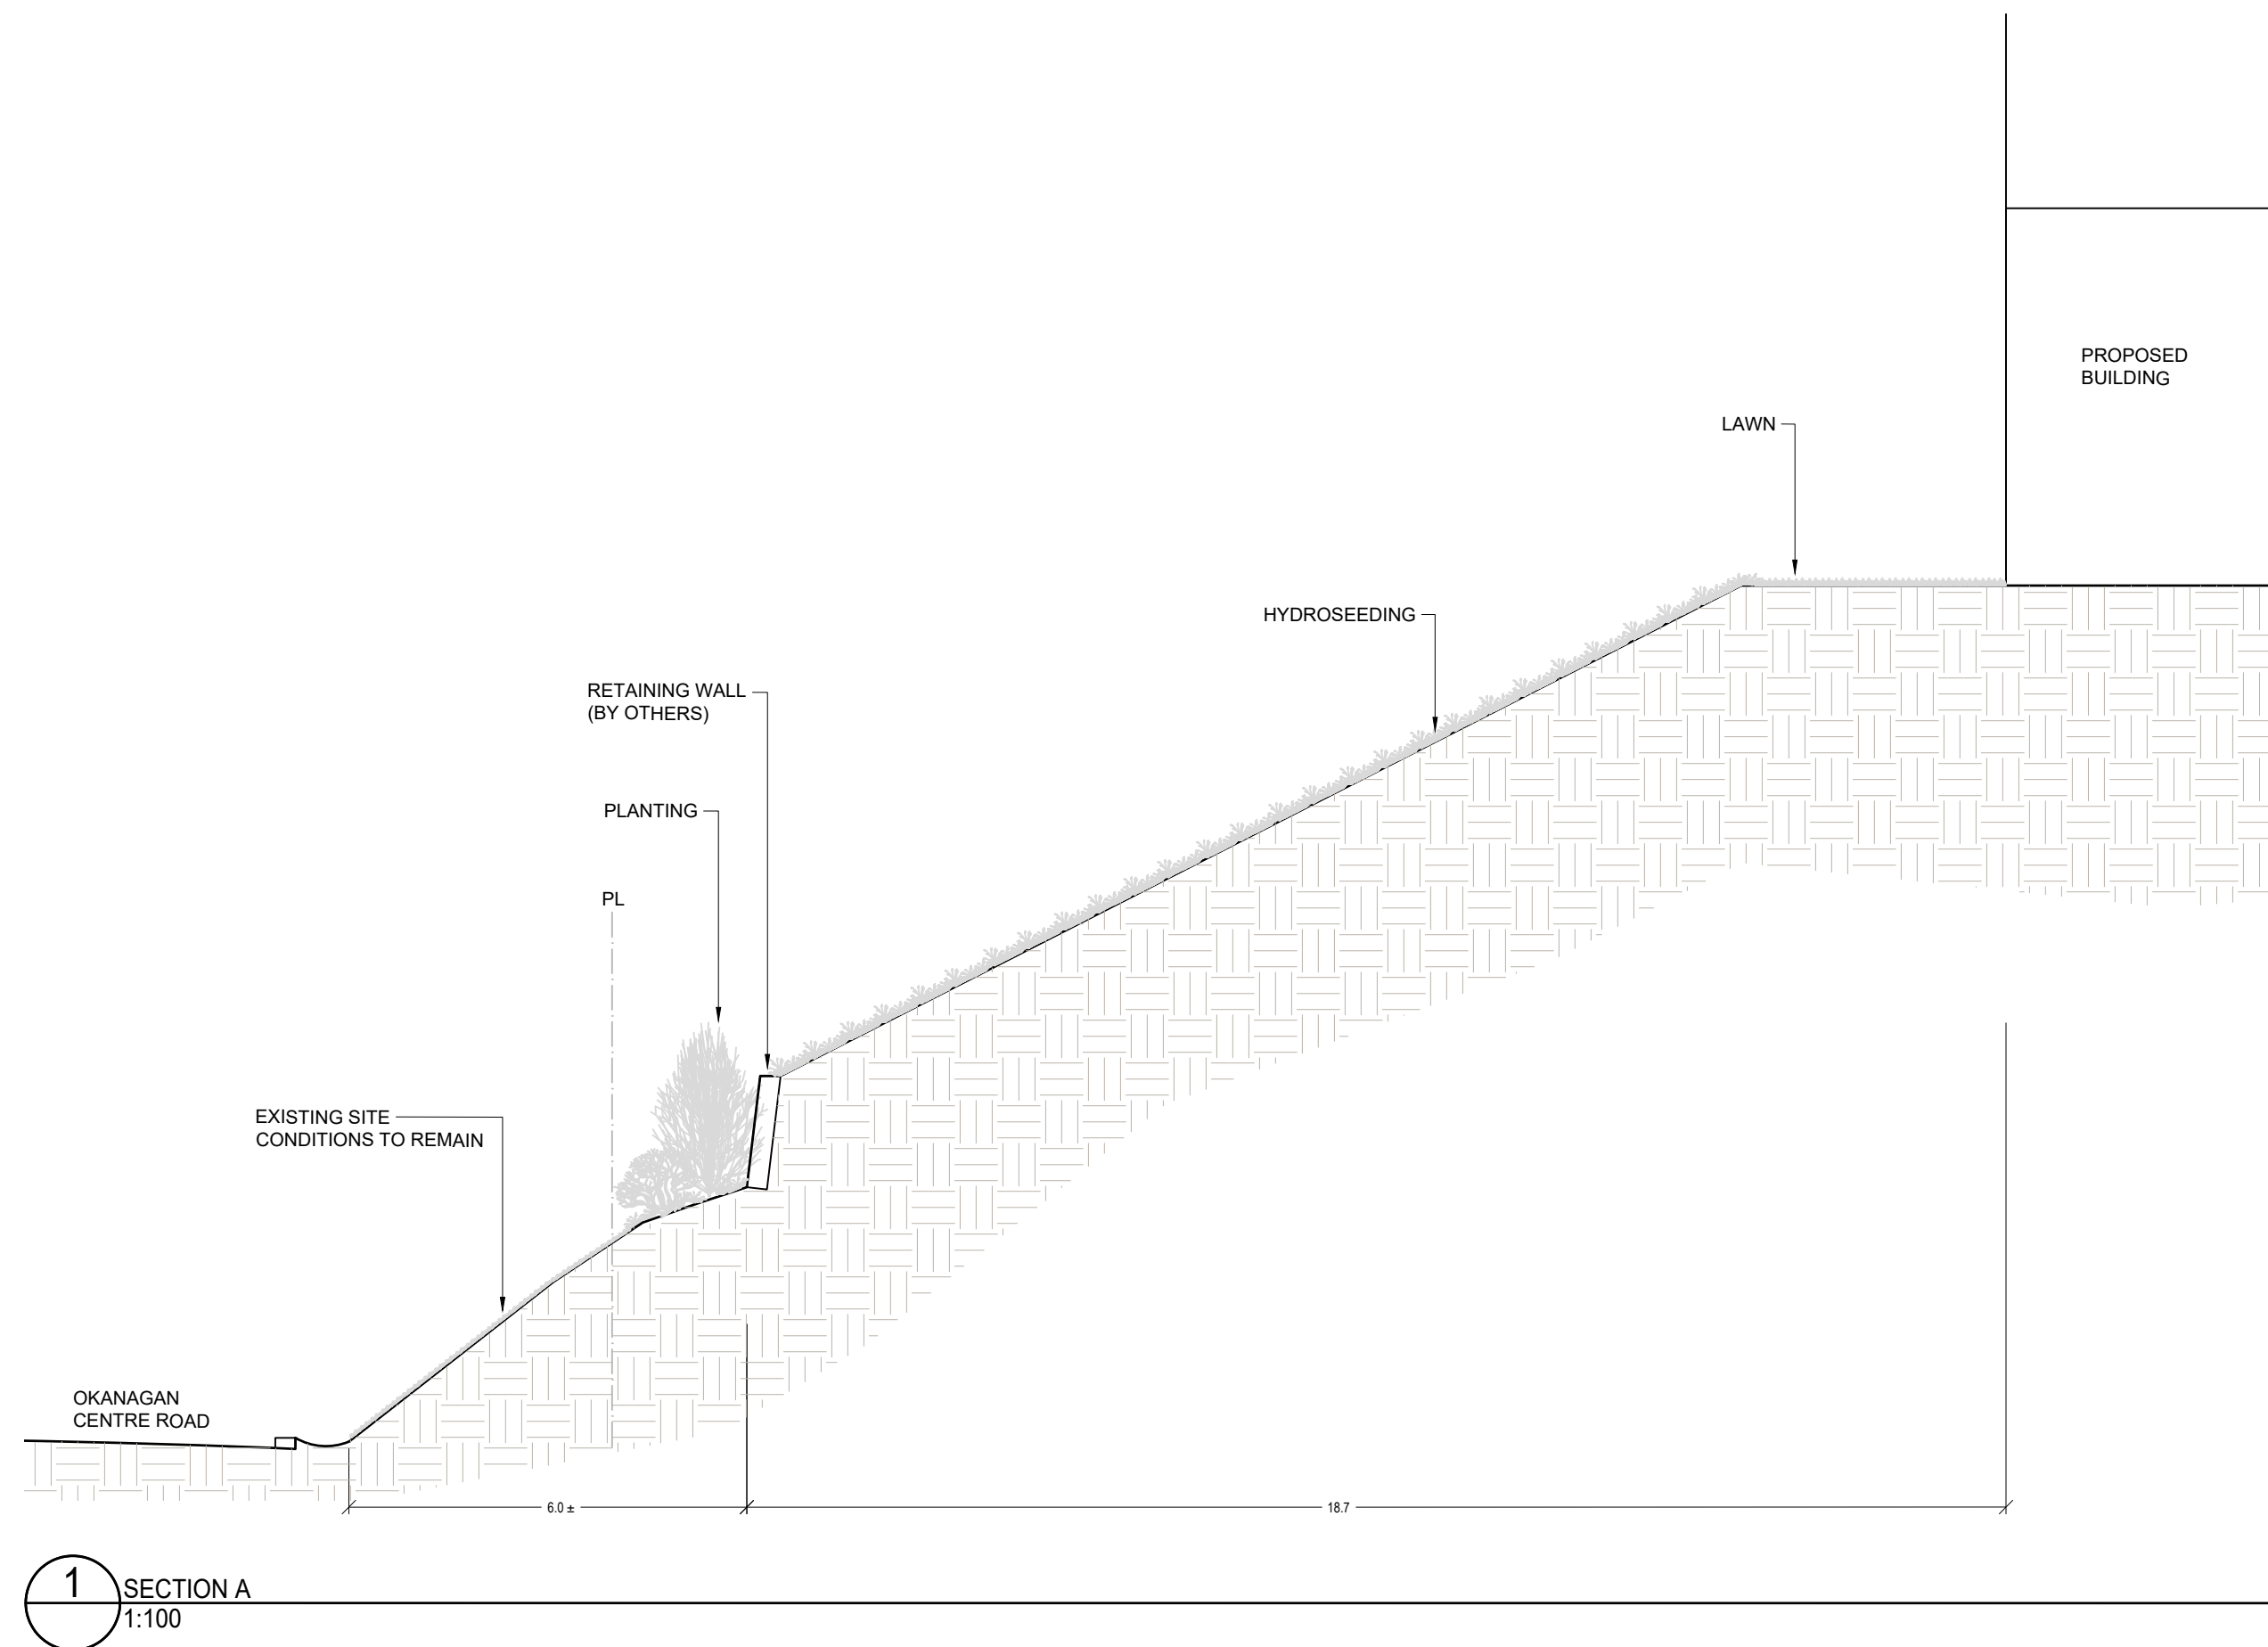 PROPOSED
BUILDING
LAWN
HYDROSEEDING
RETAINING WALL
(BY OTHERS)
PLANTING
PL
EXISTING SITE
CONDITIONS TO REMAIN
OKANAGAN
CENTRE ROAD
6.0 ±
18.7
1
SECTION A
1:100